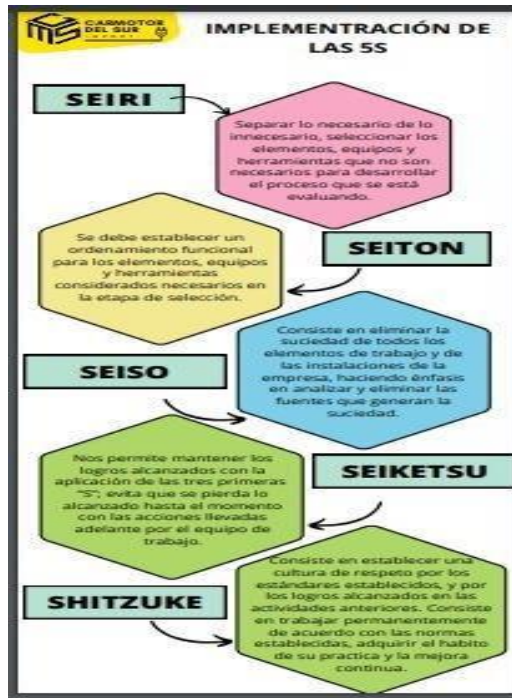 CARMOTOR
DEL SUR
IMPLEMENTRACIÓN DE
LAS 5S
SEIRI
Separar lo necesario de lo
innecesario, seleccionar los
elementos, equipos y
herramientas que no son
necesarios para desarrollar
el proceso que se está
evaluando.
SEITON
Se debe establecer un
ordenamiento funcional
para los elementos, equipos
y herramientas
considerados necesarios en
la etapa de selección.
SEISO
Consiste en eliminar la
suciedad de todos los
elementos de trabajo y de
las instalaciones de la
empresa, haciendo énfasis
en analizar y eliminar las
fuentes que generan la
suciedad.
SEIKETSU
Nos permite mantener los
logros alcanzados con la
aplicación de las tres primeras
"S"; evita que se pierda lo
alcanzado hasta el momento
con las acciones llevadas
adelante por el equipo de
trabajo.
SHITZUKE
Consiste en establecer una
cultura de respeto por los
estándares establecidos, y por
los logros alcanzados en las
actividades anteriores. Consiste
en trabajar permanentemente
de acuerdo con las normas
establecidas, adquirir el habito
de su practica y la mejora
continua.